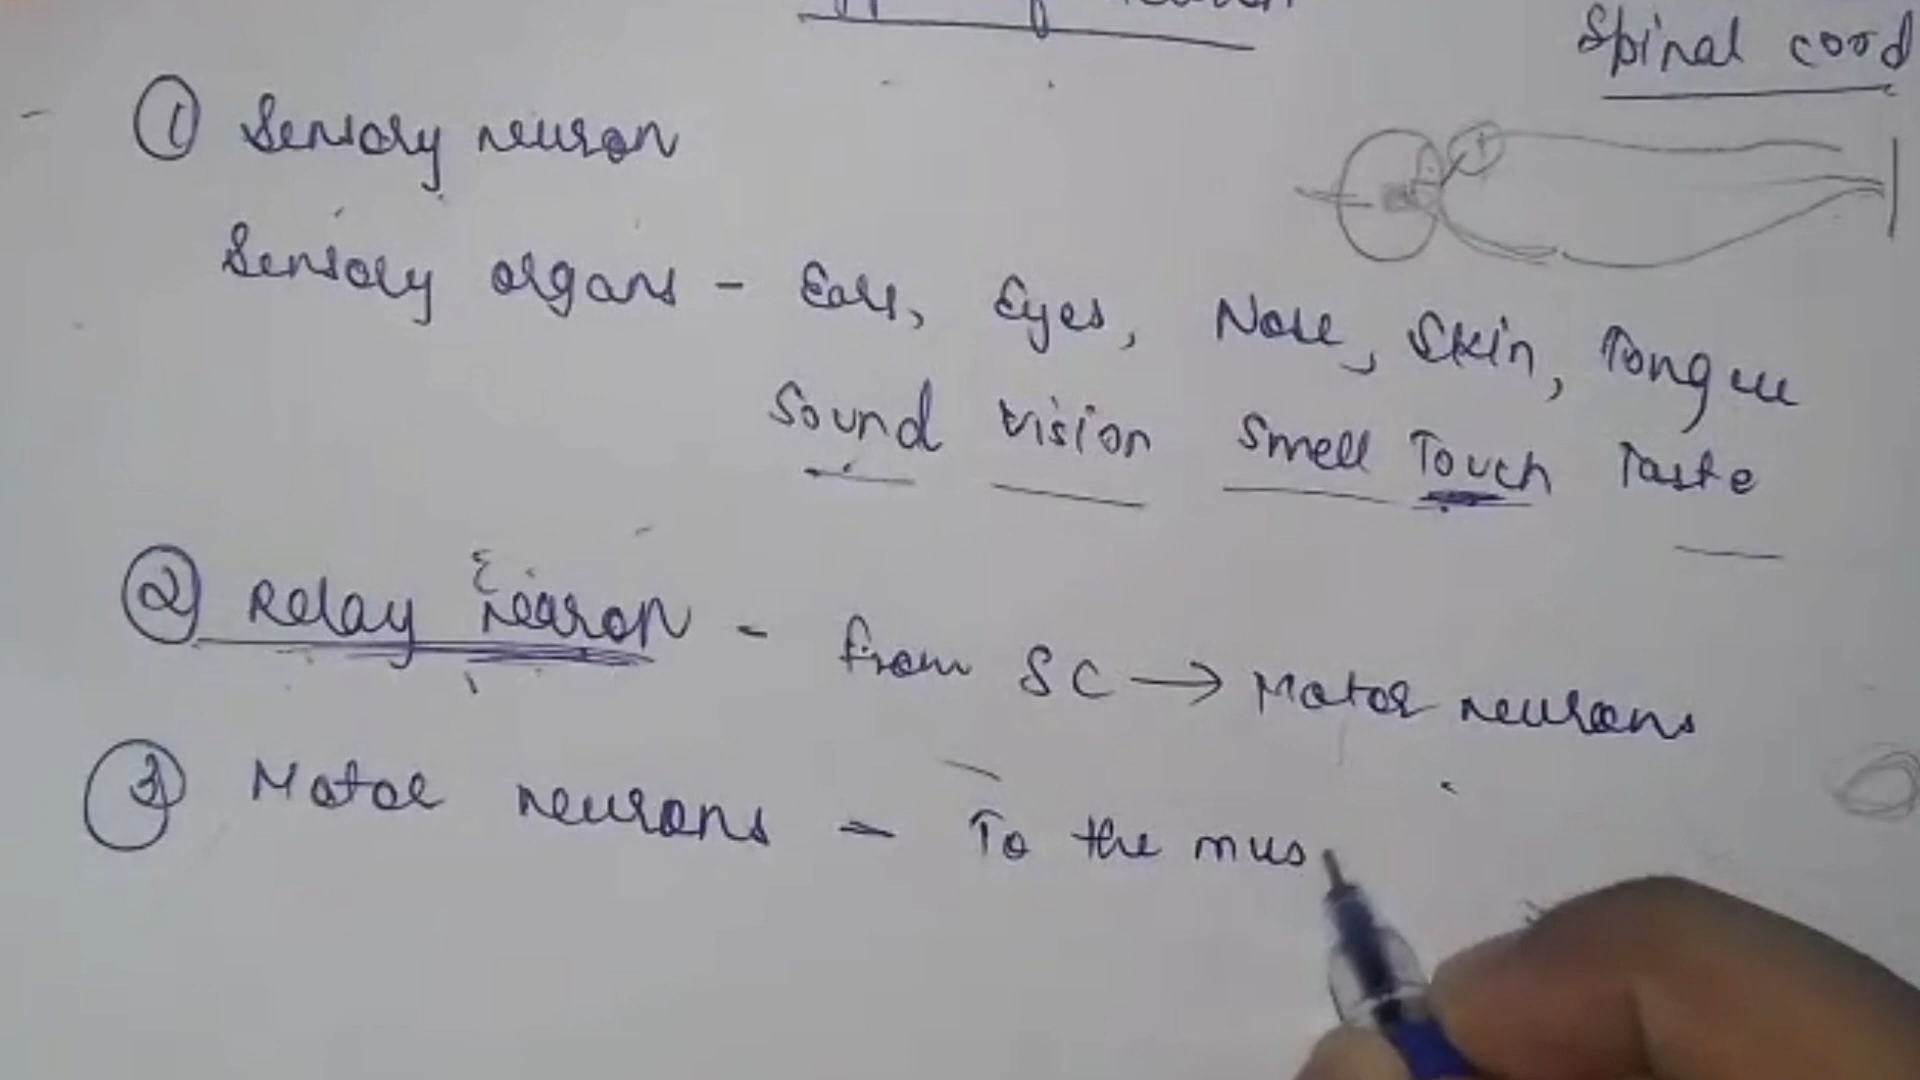 Spinal cord
① Sensory neuron
Sensory organs - Ears, Eyes, Nose, Skin, Tongue
Sound vision Smell Touch Taste
② Relay neuron - from SC → Motor neurons
③ Motor neurons - To the mus